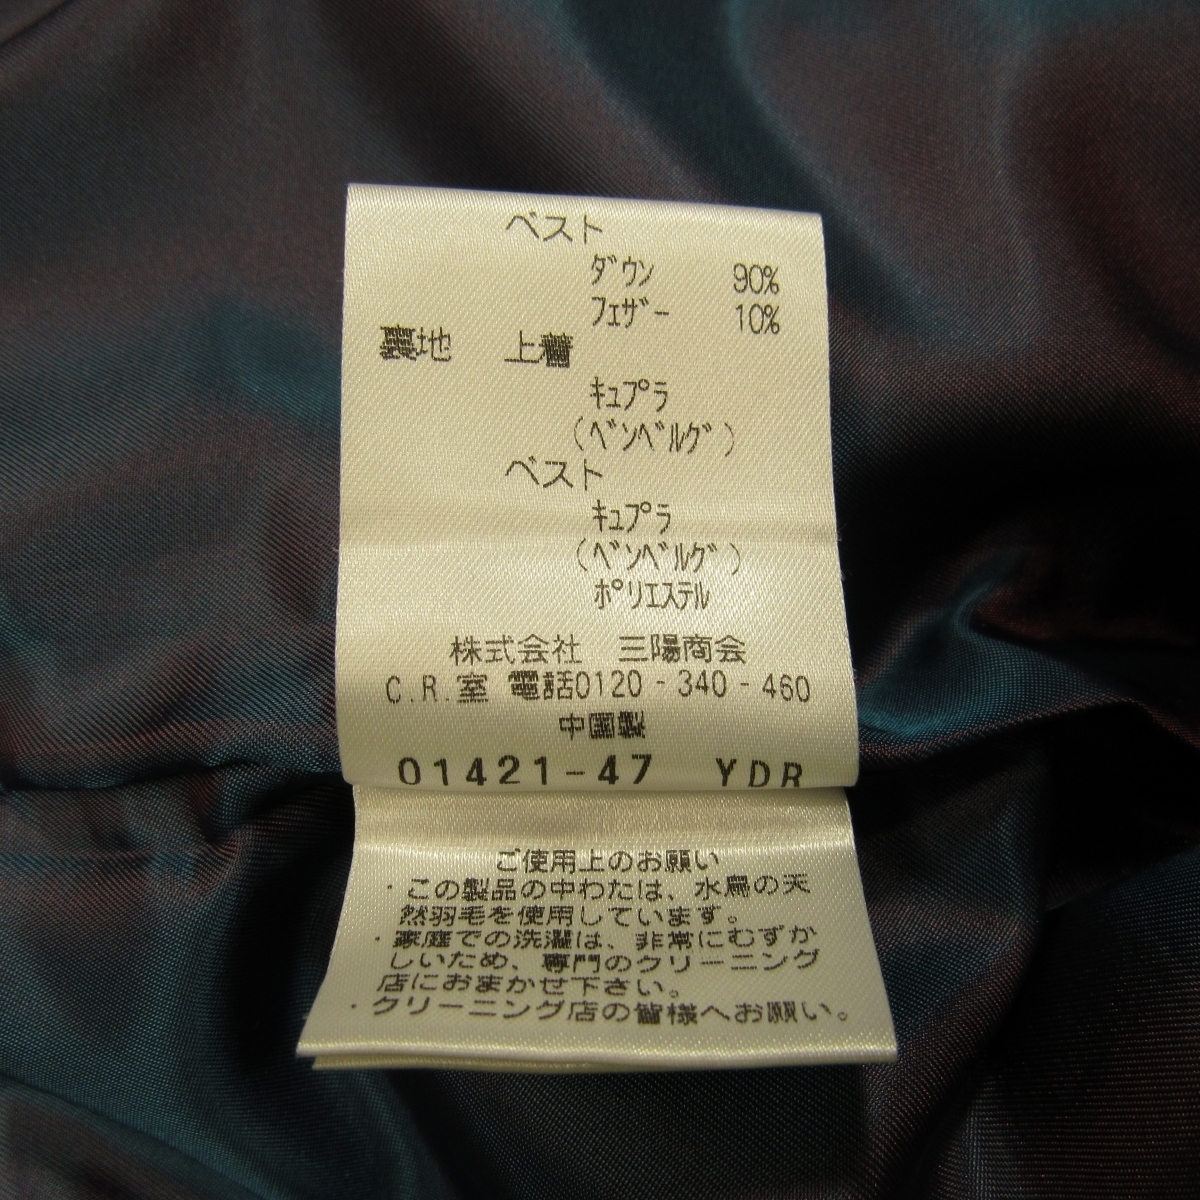 ベスト
ﾀﾞｳﾝ 90%
ﾌｪｻﾞｰ 10%
裏地 上着
ｷｭﾌﾟﾗ
(ﾍﾞﾝﾍﾞﾙｸﾞ)
ベスト
ｷｭﾌﾟﾗ
(ﾍﾞﾝﾍﾞﾙｸﾞ)
ﾎﾟﾘｴｽﾃﾙ
株式会社 三陽商会
C.R.室 電話0120-340-460
中国製
01421-47 YDR
ご使用上のお願い
・この製品の中わたは、水鳥の天
然羽毛を使用しています。
・家庭での洗濯は、非常にむずか
しいため、専門のクリーニング
店におまかせ下さい。
・クリーニング店の皆様へお願い。